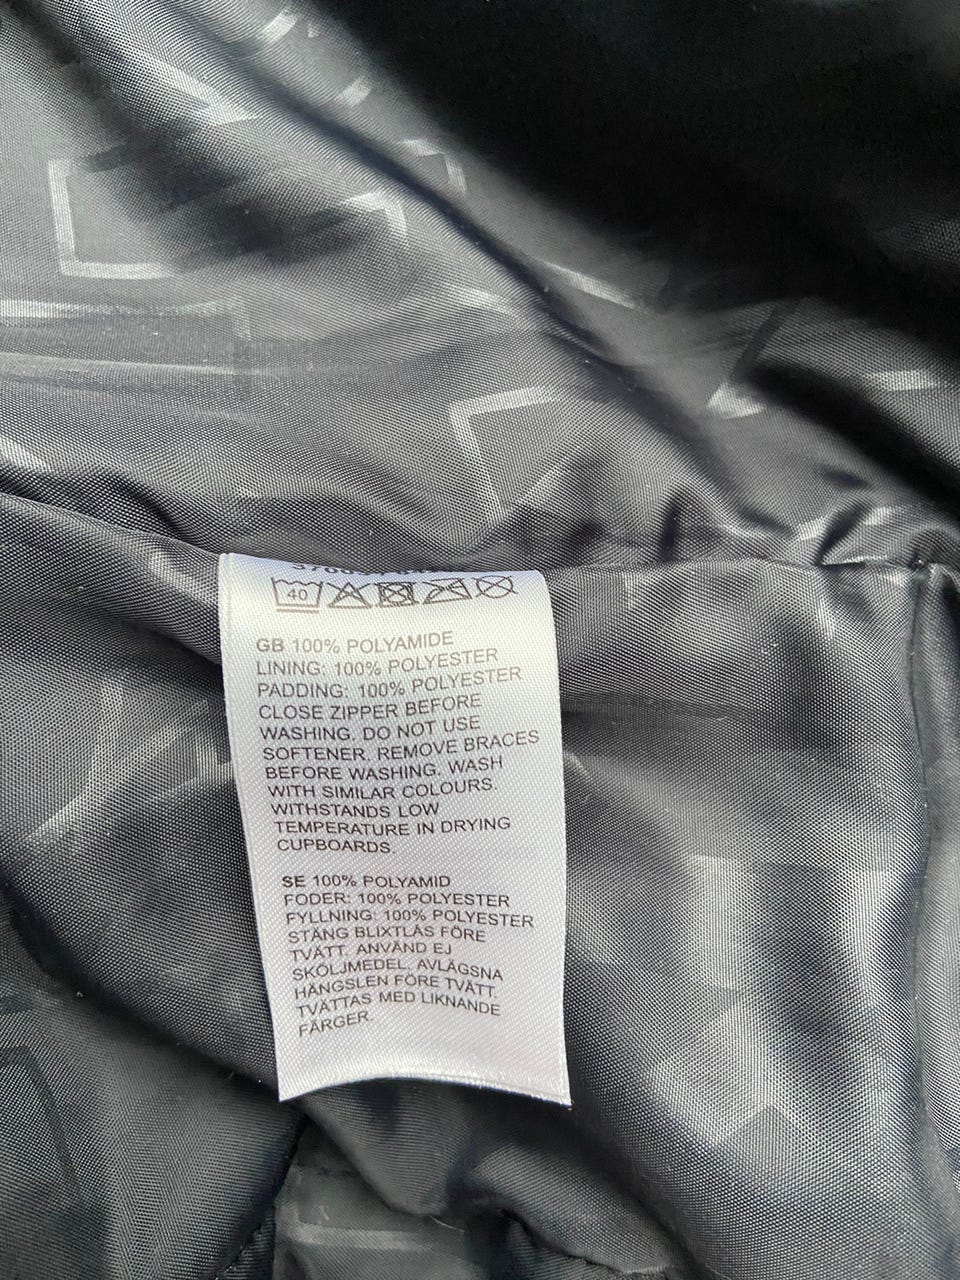 40
GB 100% POLYAMIDE
LINING: 100% POLYESTER
PADDING: 100% POLYESTER
CLOSE ZIPPER BEFORE
WASHING. DO NOT USE
SOFTENER. REMOVE BRACES
BEFORE WASHING. WASH
WITH SIMILAR COLOURS.
WITHSTANDS LOW
TEMPERATURE IN DRYING
CUPBOARDS.
SE 100% POLYAMID
FODER: 100% POLYESTER
FYLLNING: 100% POLYESTER
STÄNG BLIXTLÅS FÖRE
TVÄTT. ANVÄND EJ
SKÖLJMEDEL. AVLÄGSNA
HÄNGSLEN FÖRE TVÄTT.
TVÄTTAS MED LIKNANDE
FÄRGER.